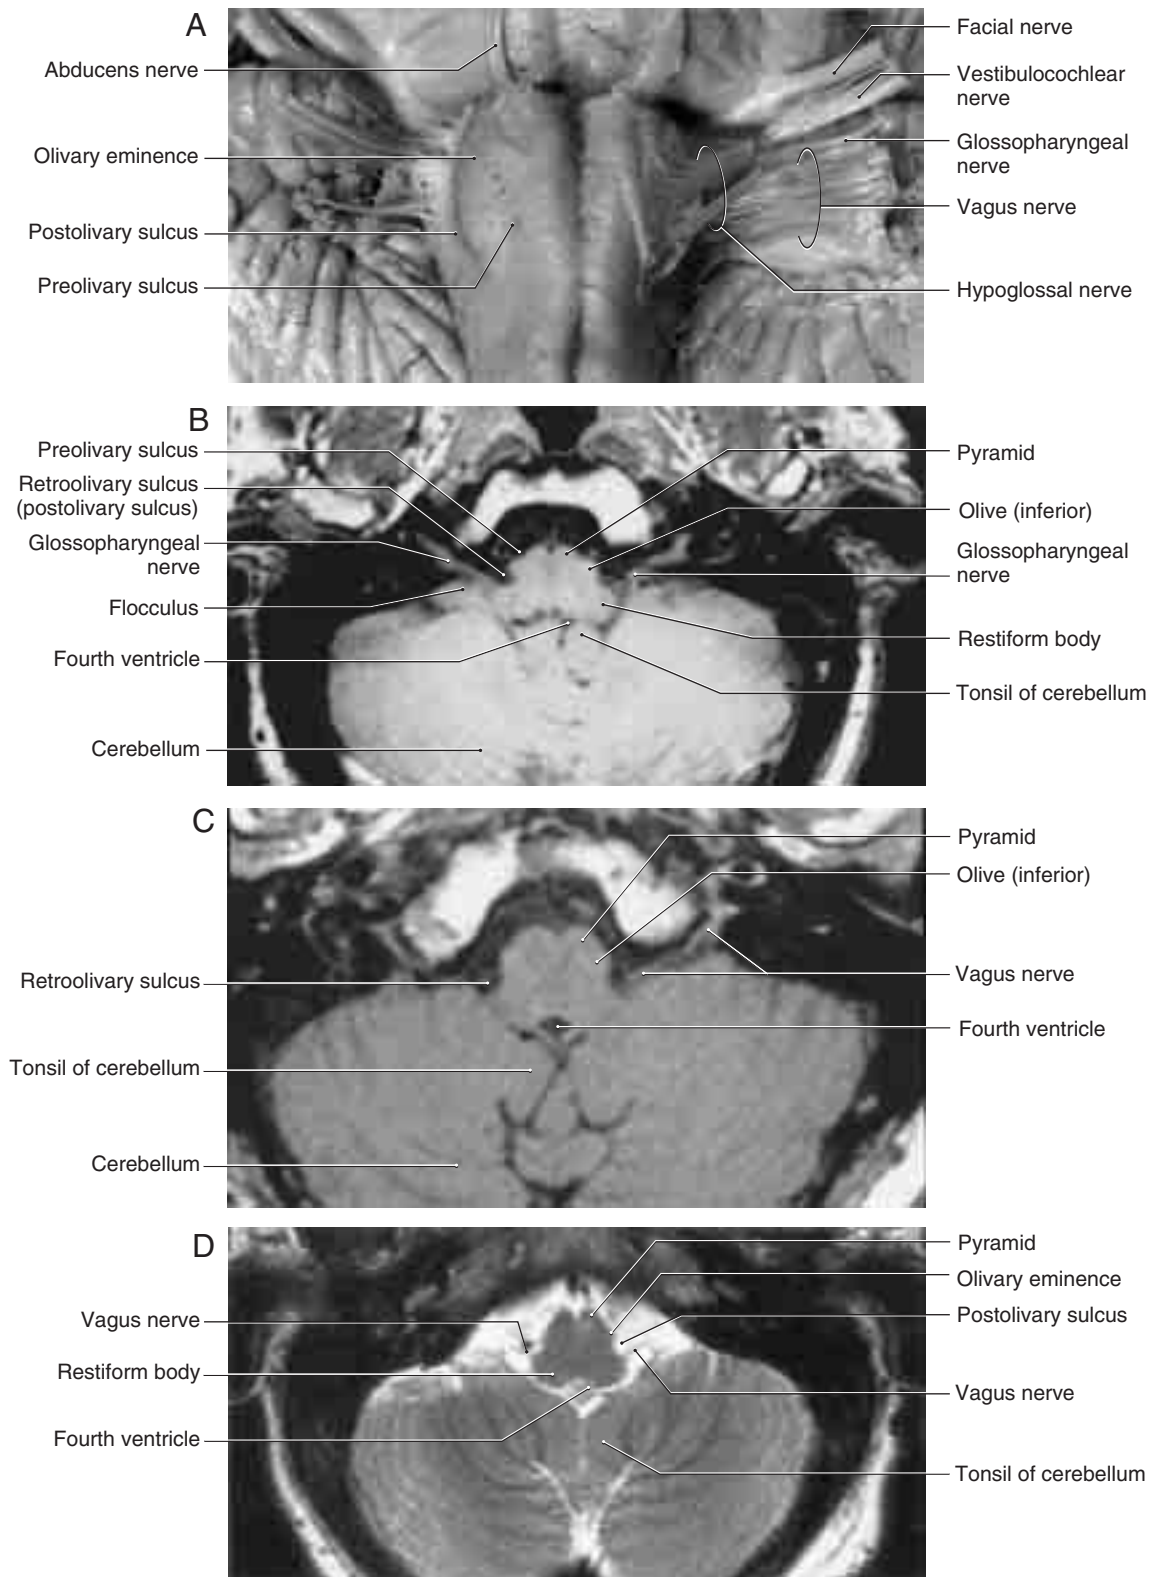 A
Abducens nerve
Olivary eminence
Postolivary sulcus
Preolivary sulcus
Facial nerve
Vestibulocochlear
nerve
Glossopharyngeal
nerve
Vagus nerve
Hypoglossal nerve
B
Preolivary sulcus
Retroolivary sulcus
(postolivary sulcus)
Glossopharyngeal
nerve
Flocculus
Fourth ventricle
Cerebellum
Pyramid
Olive (inferior)
Glossopharyngeal
nerve
Restiform body
Tonsil of cerebellum
C
Retroolivary sulcus
Tonsil of cerebellum
Cerebellum
Pyramid
Olive (inferior)
Vagus nerve
Fourth ventricle
D
Vagus nerve
Restiform body
Fourth ventricle
Pyramid
Olivary eminence
Postolivary sulcus
Vagus nerve
Tonsil of cerebellum